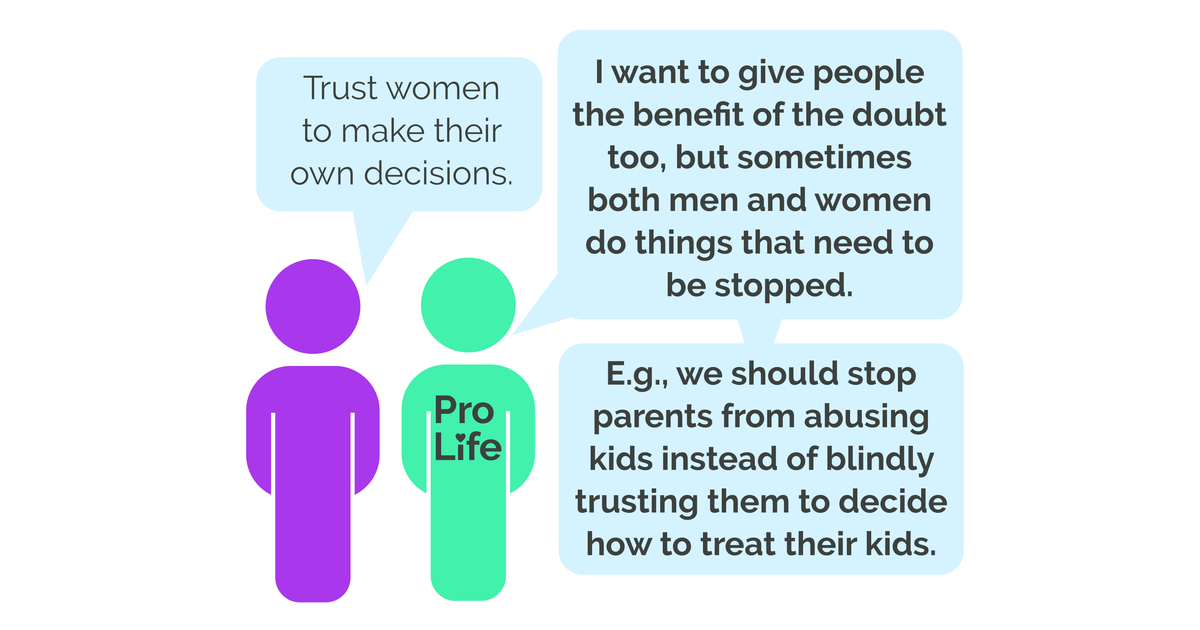 Trust women
to make their
own decisions.
I want to give people
the benefit of the doubt
too, but sometimes
both men and women
do things that need to
be stopped.
E.g., we should stop
parents from abusing
kids instead of blindly
trusting them to decide
how to treat their kids.
Pro
Life